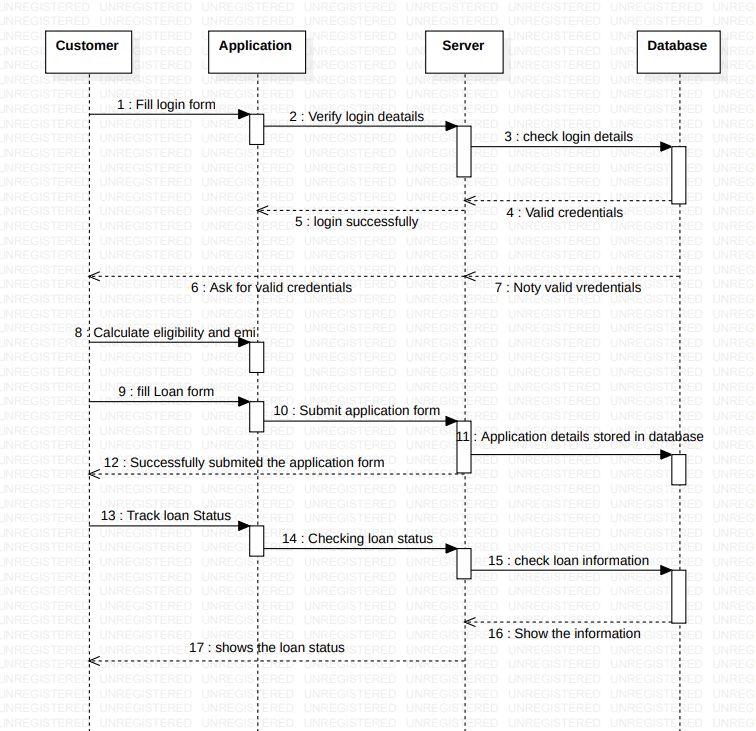 Customer Application Server Database
1 : Fill login form
2 : Verify login deatails
3 : check login details
4 : Valid credentials
5 : login successfully
6 : Ask for valid credentials
7 : Noty valid vredentials
8 : Calculate eligibility and emi
9 : fill Loan form
10 : Submit application form
11 : Application details stored in database
12 : Successfully submited the application form
13 : Track loan Status
14 : Checking loan status
15 : check loan information
16 : Show the information
17 : shows the loan status
UNREGISTERED